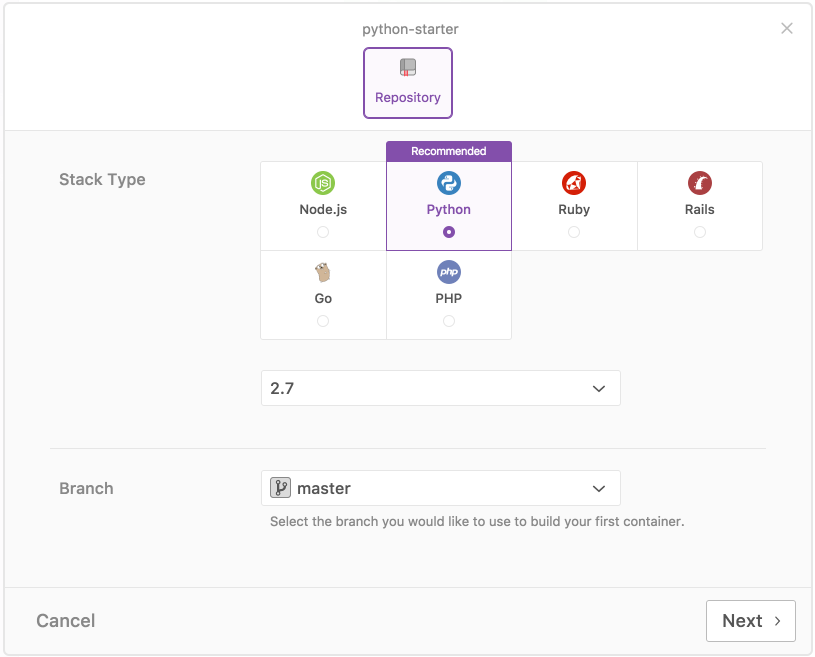 python-starter
Repository
Recommended
Stack Type
Node.js
Python
Ruby
Rails
php
Go
PHP
2.7
Branch
master
Select the branch you would like to use to build your first container.
Cancel
Next